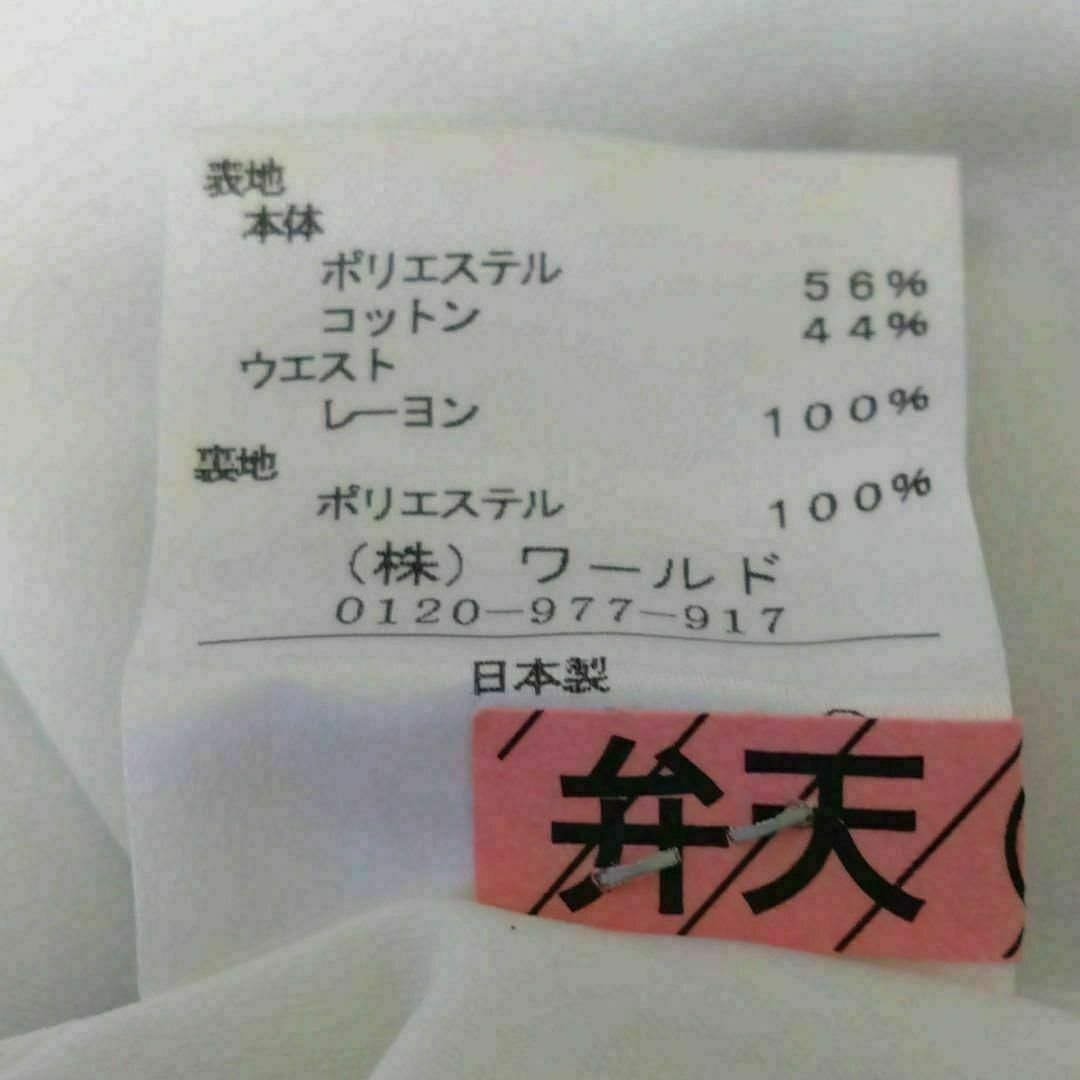 表地
本体
ポリエステル 56%
コットン 44%
ウエスト
レーヨン 100%
裏地
ポリエステル 100%
(株) ワールド
0120-977-917
日本製
弁天